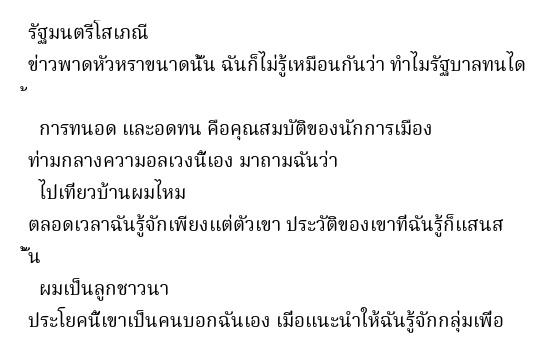 รัฐมนตรีโสเภณี
ข่าวพาดหัวหราขนาดนั้น ฉันก็ไม่รู้เหมือนกันว่า ทำไมรัฐบาลทนได
้
การทนอด และอดทน คือคุณสมบัติของนักการเมือง
ท่ามกลางความอลเวงนี้เอง มาถามฉันว่า
ไปเที่ยวบ้านผมไหม
ตลอดเวลาฉันรู้จักเพียงแต่ตัวเขา ประวัติของเขาที่ฉันรู้ก็แสนส
ั้น
ผมเป็นลูกชาวนา
ประโยคนี้เขาเป็นคนบอกฉันเอง เมื่อแนะนำให้ฉันรู้จักกลุ่มเพื่อ